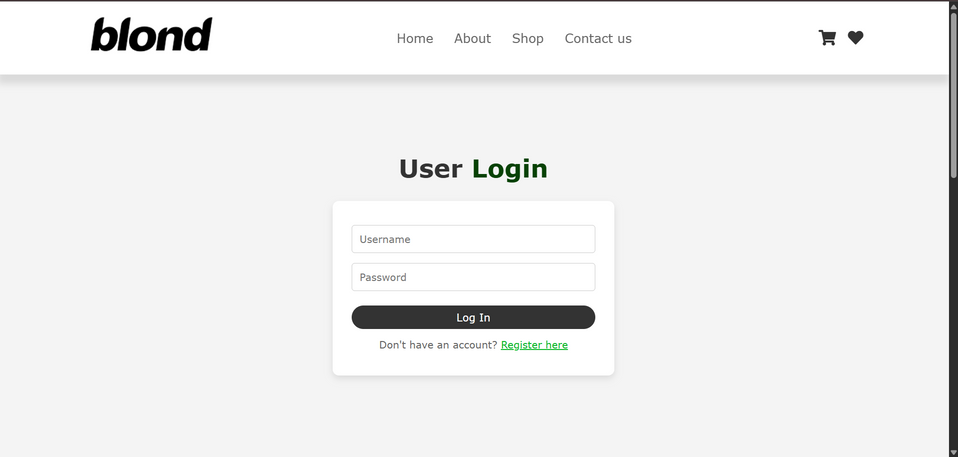 blond
Home About Shop Contact us
User Login
Username
Password
Log In
Don't have an account? Register here